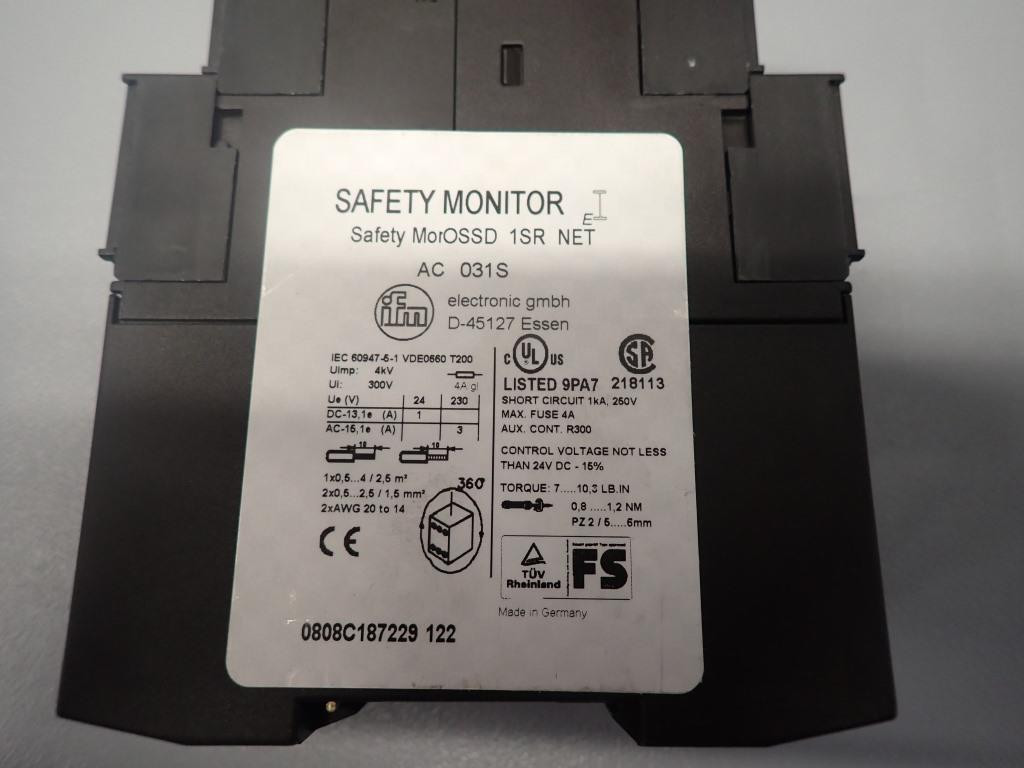 SAFETY MONITOR
E
Safety MorOSSD 1SR NET
AC 031S
ifm electronic gmbh
D-45127 Essen
IEC 60947-5-1 VDE0660 T200
Uimp: 4kV
Ui: 300V 4A gl
Ue (V) 24 230
DC-13,1e (A) 1
AC-15,1e (A) 3
10 10
1x0,5...4 / 2,5 m²
2x0,5...2,5 / 1,5 mm²
2xAWG 20 to 14
360°
CE
C UL US
SA
LISTED 9PA7 218113
SHORT CIRCUIT 1kA, 250V
MAX. FUSE 4A
AUX. CONT. R300
CONTROL VOLTAGE NOT LESS
THAN 24V DC - 15%
TORQUE: 7.....10,3 LB.IN
0,8 .....1,2 NM
PZ 2 / 5.....6mm
TÜV
Rheinland
FS
Made in Germany
0808C187229 122